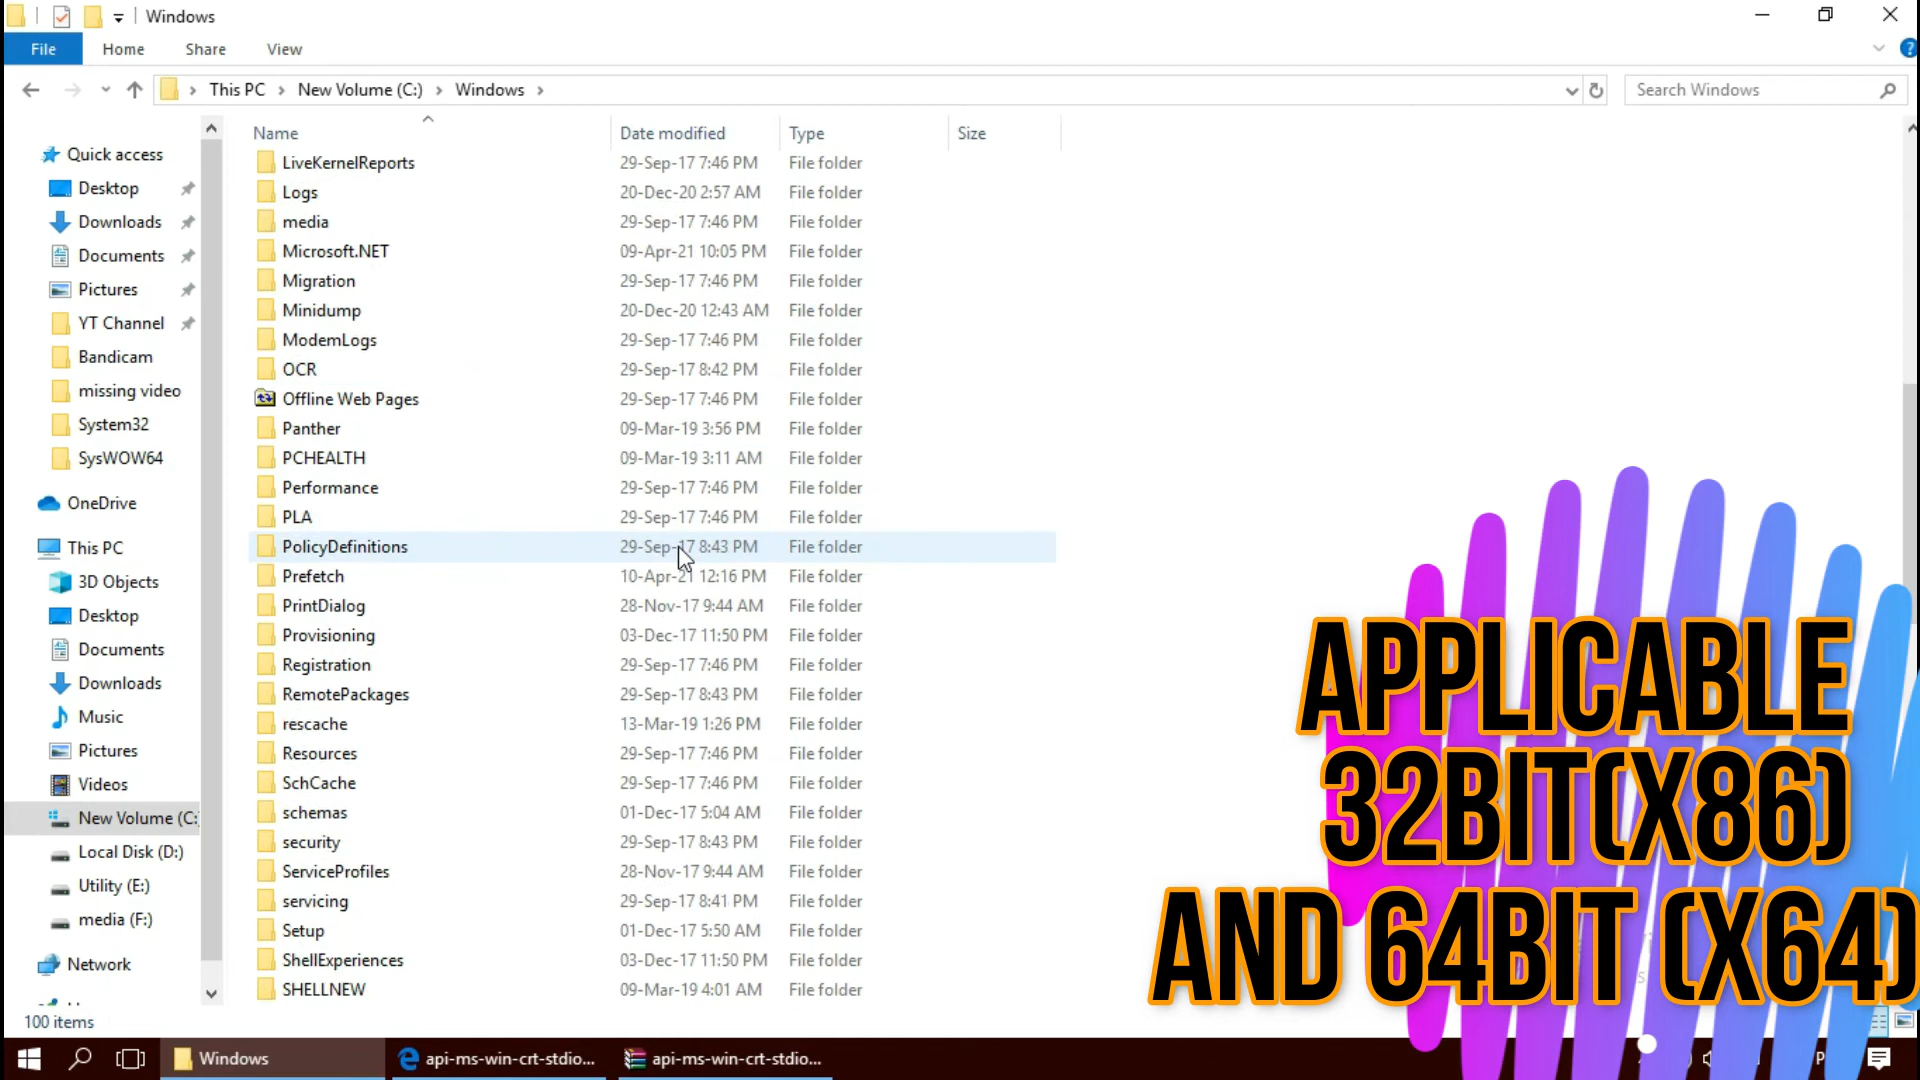 Windows
File Home Share View
This PC New Volume (C:) Windows
Search Windows
Name Date modified Type Size
Quick access
Desktop
Downloads
Documents
Pictures
YT Channel
Bandicam
missing video
System32
SysWOW64
OneDrive
This PC
3D Objects
Desktop
Documents
Downloads
Music
Pictures
Videos
New Volume (C:
Local Disk (D:)
Utility (E:)
media (F:)
Network
LiveKernelReports 29-Sep-17 7:46 PM File folder
Logs 20-Dec-20 2:57 AM File folder
media 29-Sep-17 7:46 PM File folder
Microsoft.NET 09-Apr-21 10:05 PM File folder
Migration 29-Sep-17 7:46 PM File folder
Minidump 20-Dec-20 12:43 AM File folder
ModemLogs 29-Sep-17 7:46 PM File folder
OCR 29-Sep-17 8:42 PM File folder
Offline Web Pages 29-Sep-17 7:46 PM File folder
Panther 09-Mar-19 3:56 PM File folder
PCHEALTH 09-Mar-19 3:11 AM File folder
Performance 29-Sep-17 7:46 PM File folder
PLA 29-Sep-17 7:46 PM File folder
PolicyDefinitions 29-Sep-17 8:43 PM File folder
Prefetch 10-Apr-21 12:16 PM File folder
PrintDialog 28-Nov-17 9:44 AM File folder
Provisioning 03-Dec-17 11:50 PM File folder
Registration 29-Sep-17 7:46 PM File folder
RemotePackages 29-Sep-17 8:43 PM File folder
rescache 13-Mar-19 1:26 PM File folder
Resources 29-Sep-17 7:46 PM File folder
SchCache 29-Sep-17 7:46 PM File folder
schemas 01-Dec-17 5:04 AM File folder
security 29-Sep-17 8:43 PM File folder
ServiceProfiles 28-Nov-17 9:44 AM File folder
servicing 29-Sep-17 8:41 PM File folder
Setup 01-Dec-17 5:50 AM File folder
ShellExperiences 03-Dec-17 11:50 PM File folder
SHELLNEW 09-Mar-19 4:01 AM File folder
APPLICABLE
32BIT(X86)
AND 64BIT (X64)
100 items
Windows api-ms-win-crt-stdio... api-ms-win-crt-stdio...